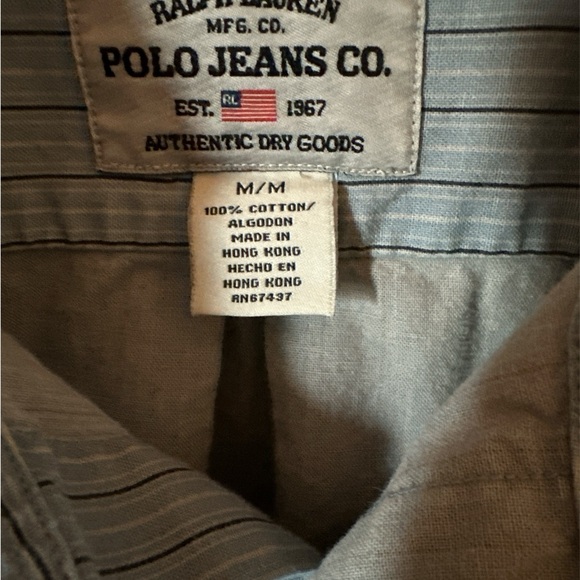 RALPH LAUREN
MFG. CO.
POLO JEANS CO.
EST. RL 1967
AUTHENTIC DRY GOODS
M/M
100% COTTON/
ALGODON
MADE IN
HONG KONG
HECHO EN
HONG KONG
RN67437